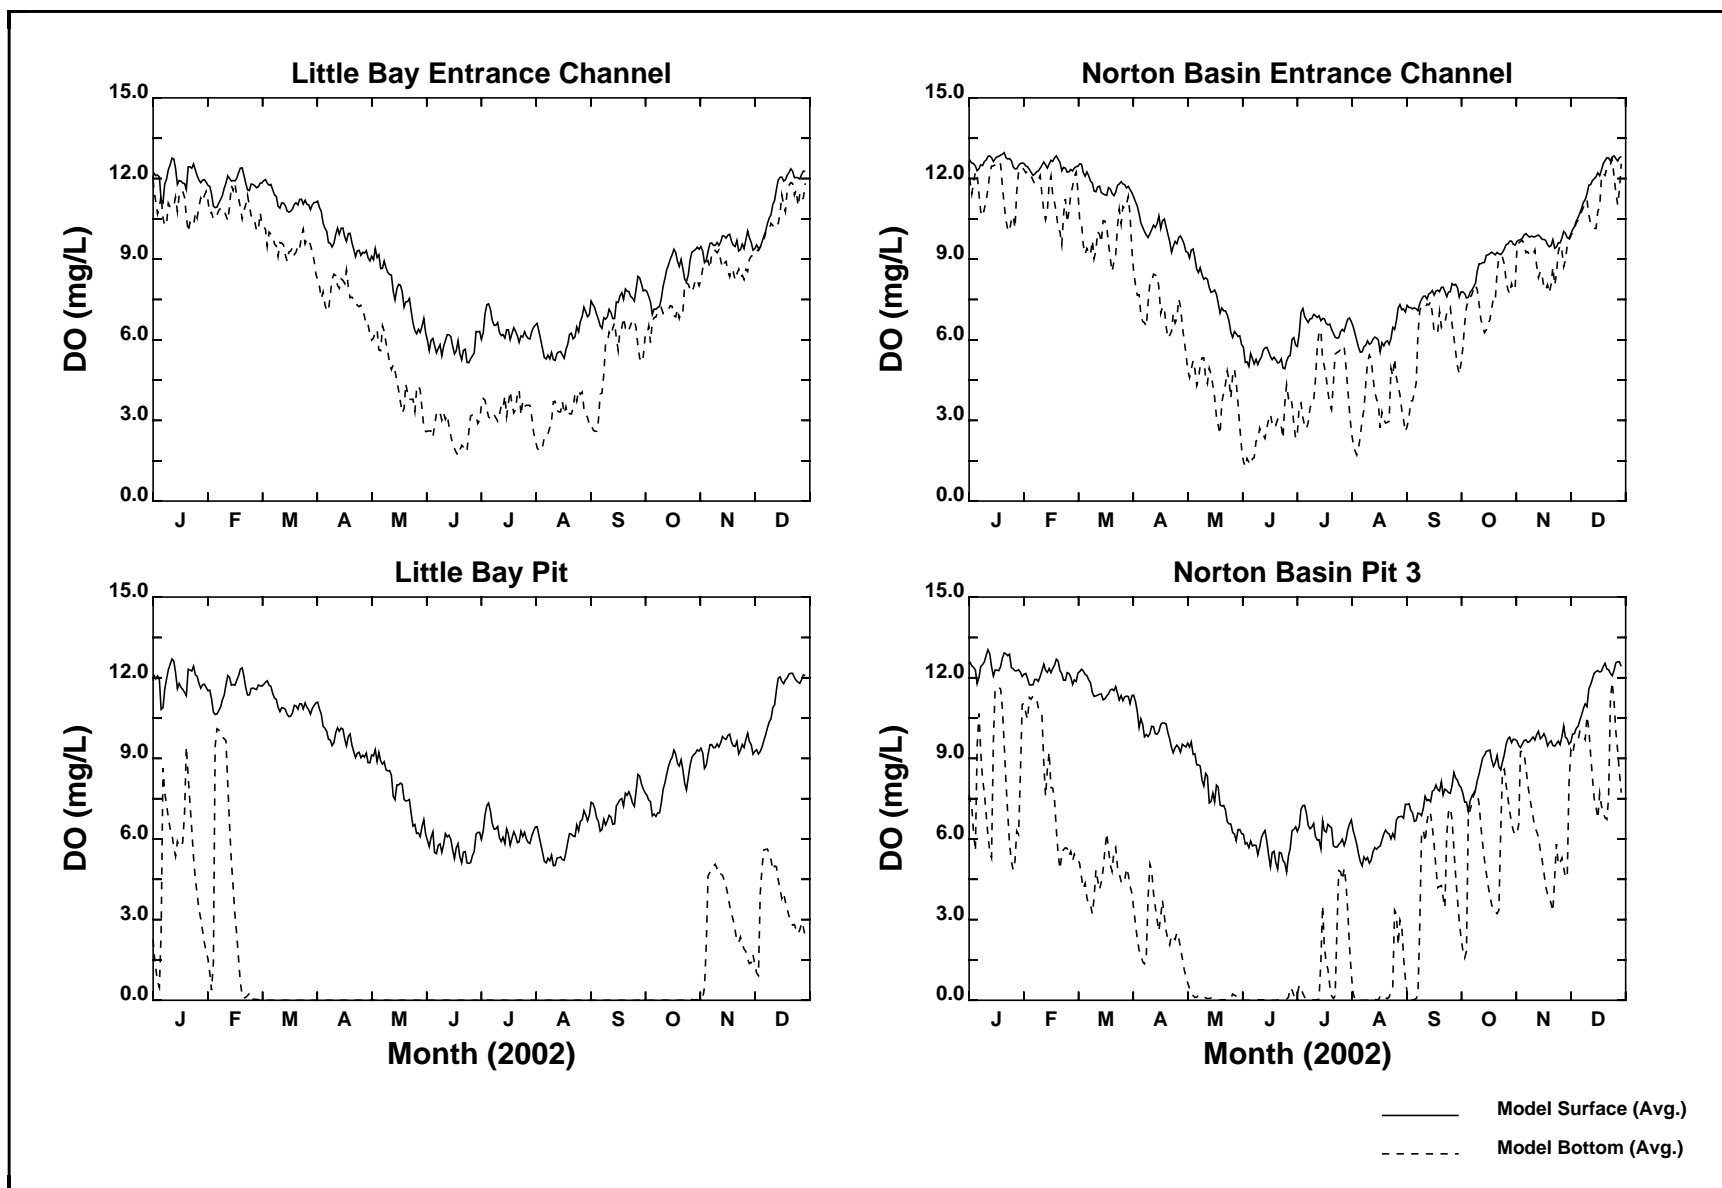 Little Bay Entrance Channel
15.0
12.0
9.0
6.0
3.0
0.0
DO (mg/L)
J F M A M J J A S O N D
Norton Basin Entrance Channel
15.0
12.0
9.0
6.0
3.0
0.0
DO (mg/L)
J F M A M J J A S O N D
Little Bay Pit
15.0
12.0
9.0
6.0
3.0
0.0
DO (mg/L)
J F M A M J J A S O N D
Month (2002)
Norton Basin Pit 3
15.0
12.0
9.0
6.0
3.0
0.0
DO (mg/L)
J F M A M J J A S O N D
Month (2002)
Model Surface (Avg.)
Model Bottom (Avg.)